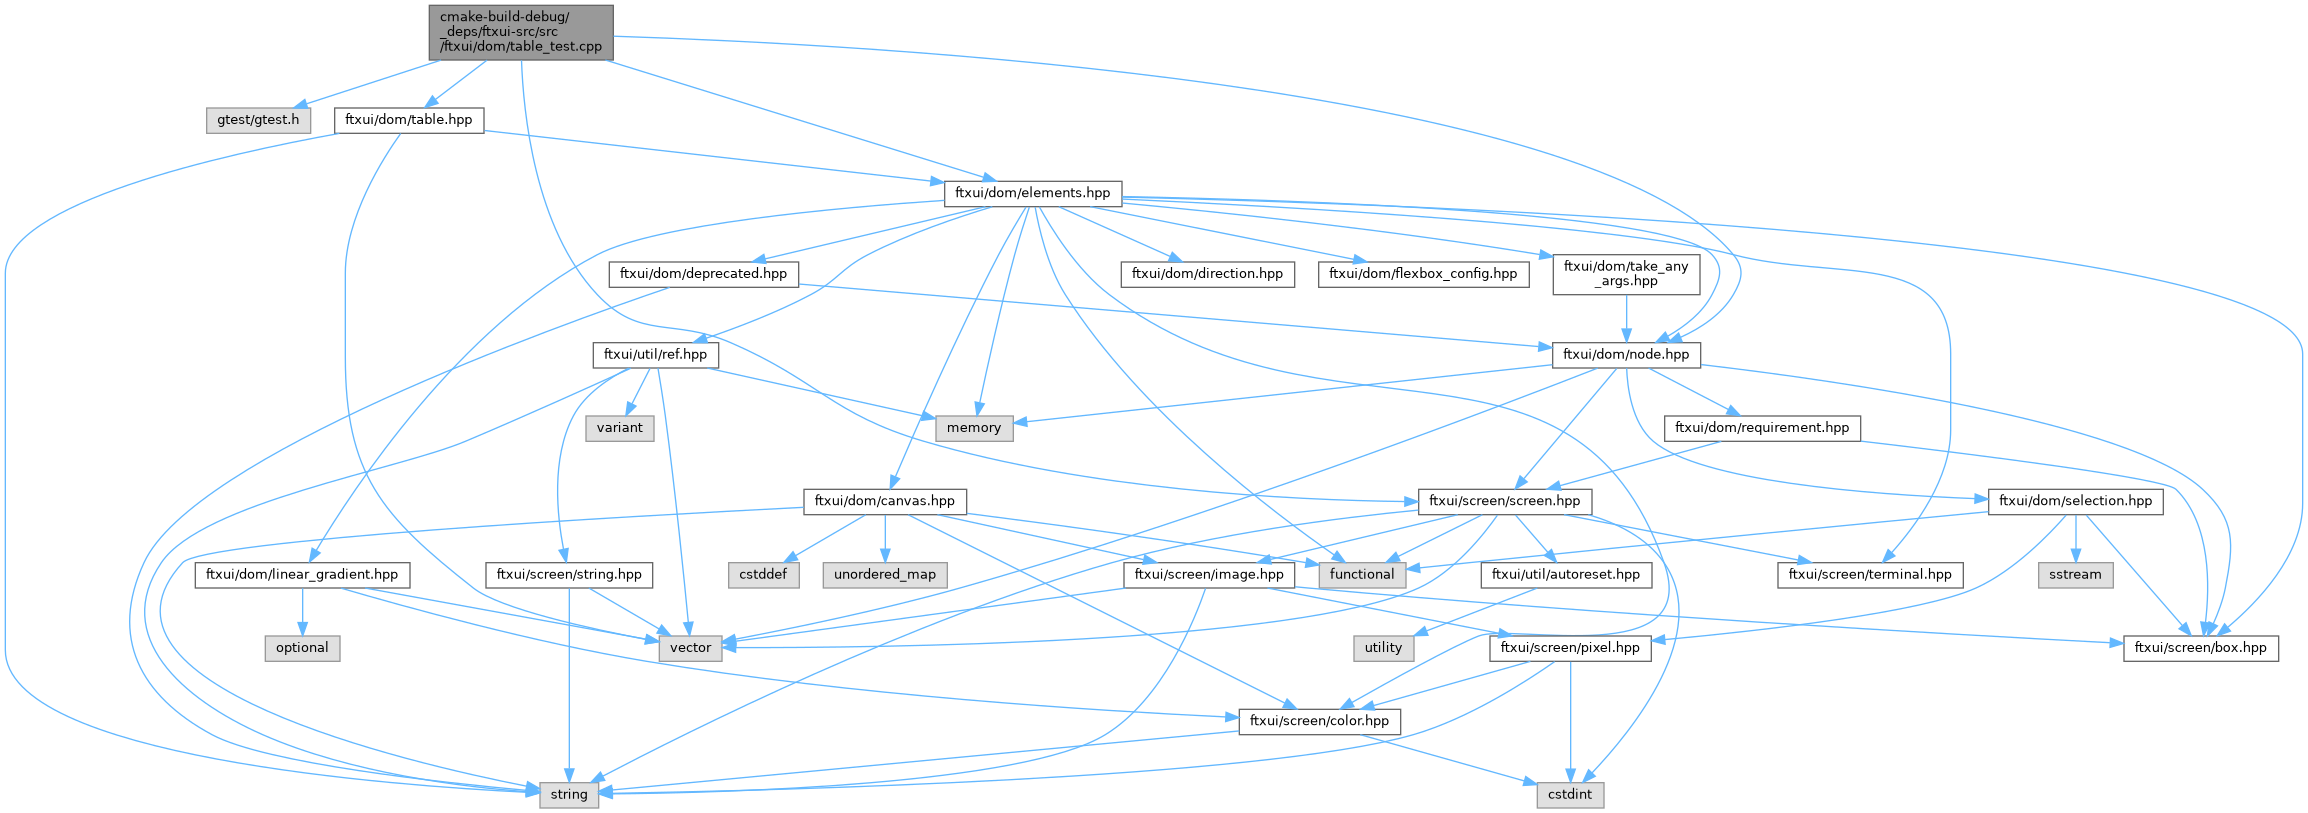 cmake-build-debug/
_deps/ftxui-src/src
/ftxui/dom/table_test.cpp
gtest/gtest.h
ftxui/dom/table.hpp
ftxui/dom/elements.hpp
ftxui/dom/deprecated.hpp
ftxui/dom/direction.hpp
ftxui/dom/flexbox_config.hpp
ftxui/dom/take_any
_args.hpp
ftxui/util/ref.hpp
ftxui/dom/node.hpp
variant
memory
ftxui/dom/requirement.hpp
ftxui/dom/canvas.hpp
ftxui/screen/screen.hpp
ftxui/dom/selection.hpp
ftxui/dom/linear_gradient.hpp
ftxui/screen/string.hpp
cstddef
unordered_map
ftxui/screen/image.hpp
functional
ftxui/util/autoreset.hpp
ftxui/screen/terminal.hpp
sstream
optional
vector
utility
ftxui/screen/pixel.hpp
ftxui/screen/box.hpp
ftxui/screen/color.hpp
string
cstdint